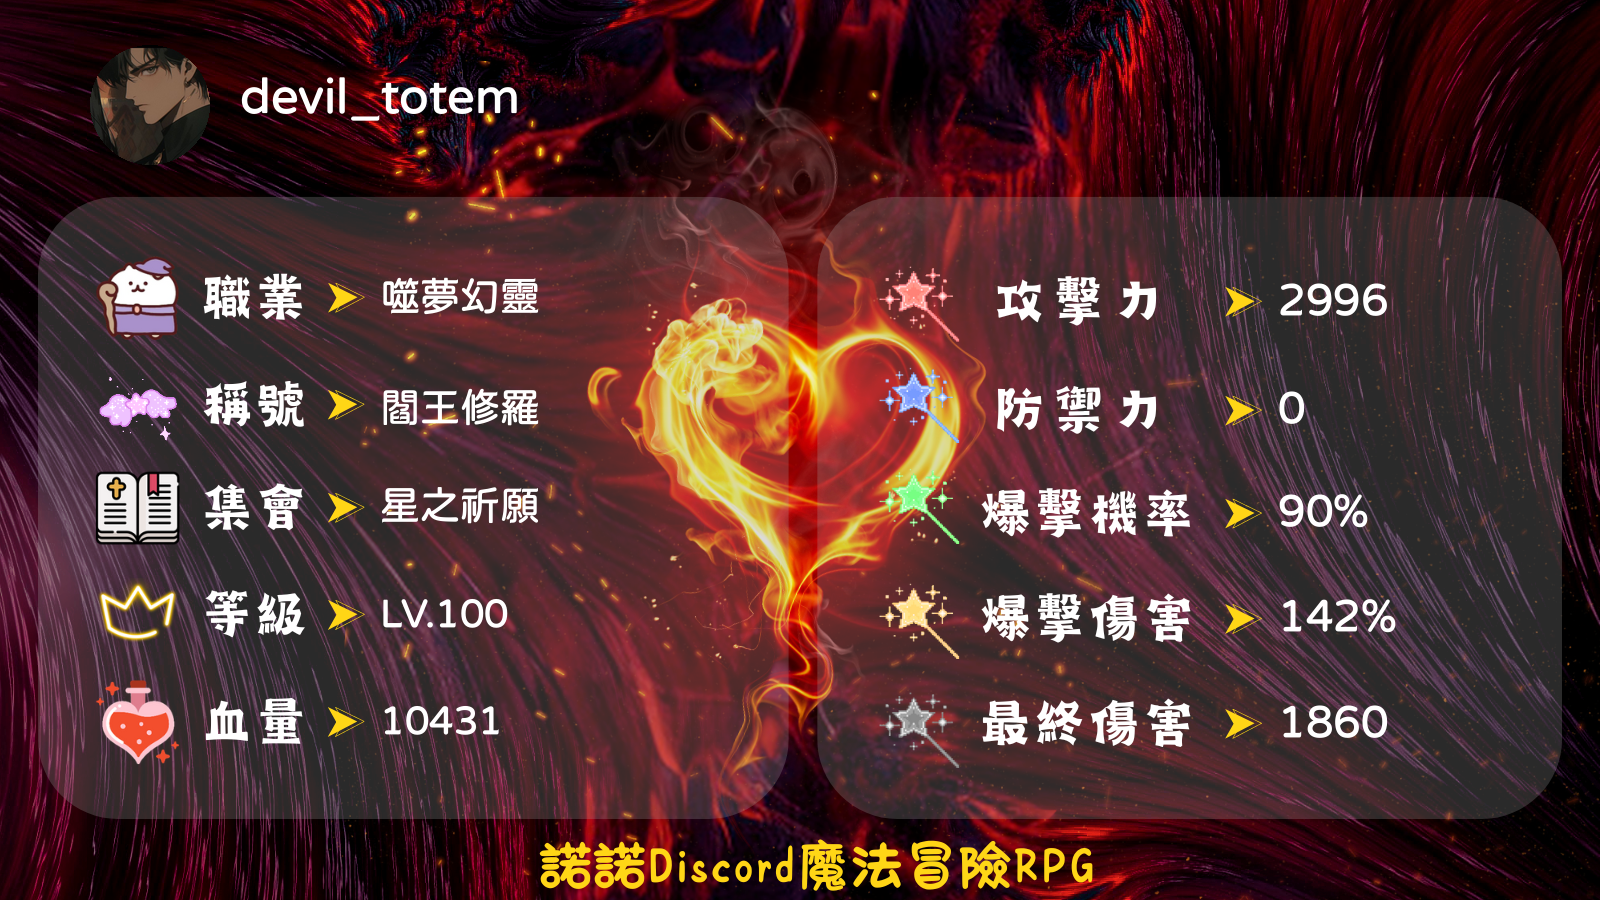 devil_totem
職業 噬夢幻靈
稱號 閻王修羅
集會 星之祈願
等級 LV.100
血量 10431
攻擊力 2996
防禦力 0
爆擊機率 90%
爆擊傷害 142%
最終傷害 1860
諾諾Discord魔法冒險RPG